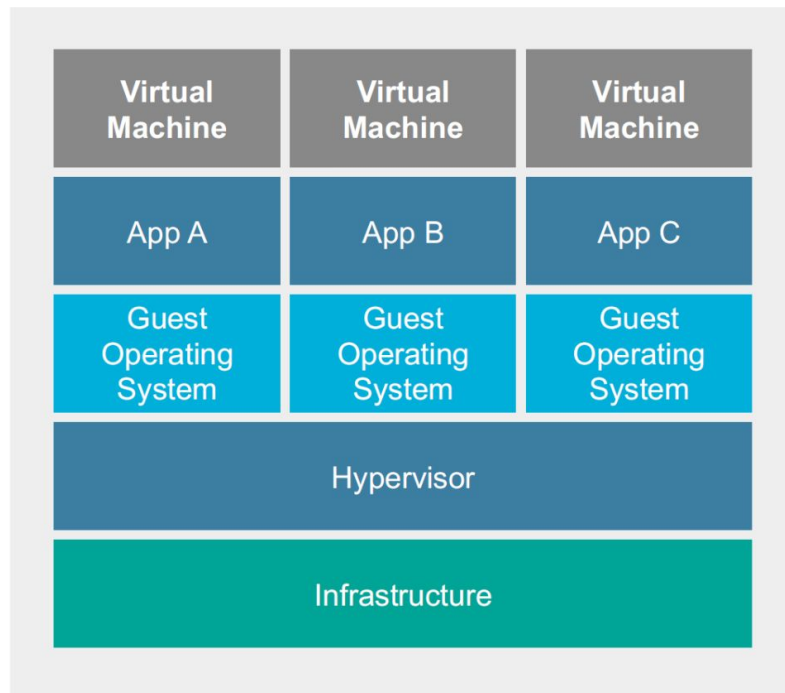 Virtual
Machine
Virtual
Machine
Virtual
Machine
App A
App B
App C
Guest
Operating
System
Guest
Operating
System
Guest
Operating
System
Hypervisor
Infrastructure